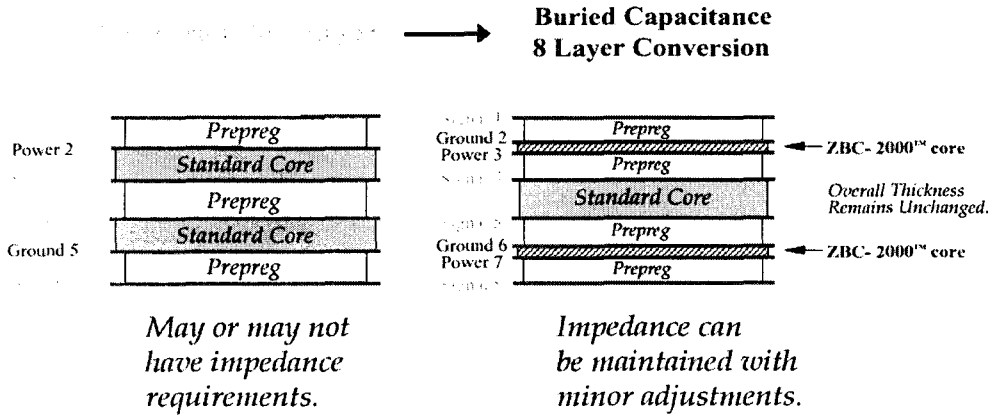 Buried Capacitance
8 Layer Conversion
Prepreg
Power 2
Standard Core
Prepreg
Standard Core
Ground 5
Prepreg
May or may not
have impedance
requirements.
Prepreg
Ground 2
ZBC- 2000™ core
Power 3
Prepreg
Standard Core
Overall Thickness
Remains Unchanged.
Prepreg
Ground 6
ZBC- 2000™ core
Power 7
Prepreg
Impedance can
be maintained with
minor adjustments.